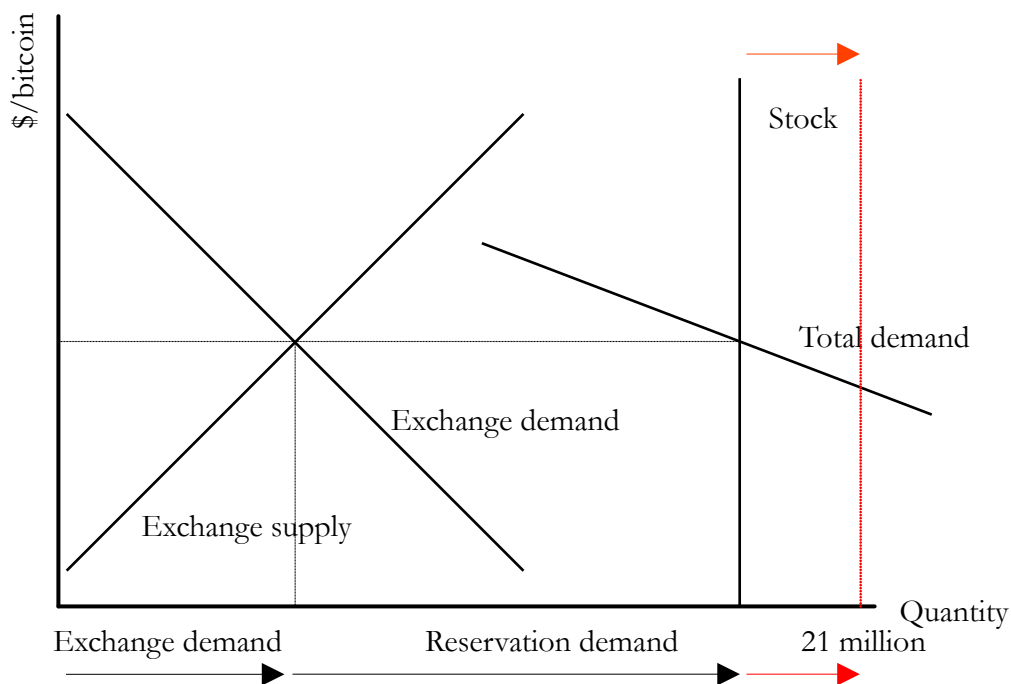 $/bitcoin
Stock
Total demand
Exchange demand
Exchange supply
Quantity
Exchange demand
Reservation demand
21 million